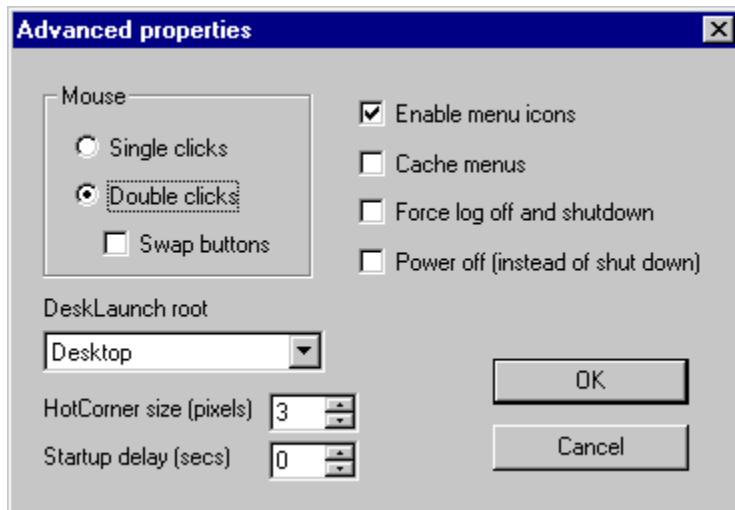 Advanced properties
Mouse
Single clicks
Double clicks
Swap buttons
Enable menu icons
Cache menus
Force log off and shutdown
Power off (instead of shut down)
DeskLaunch root
Desktop
HotCorner size (pixels) 3
Startup delay (secs) 0
OK
Cancel